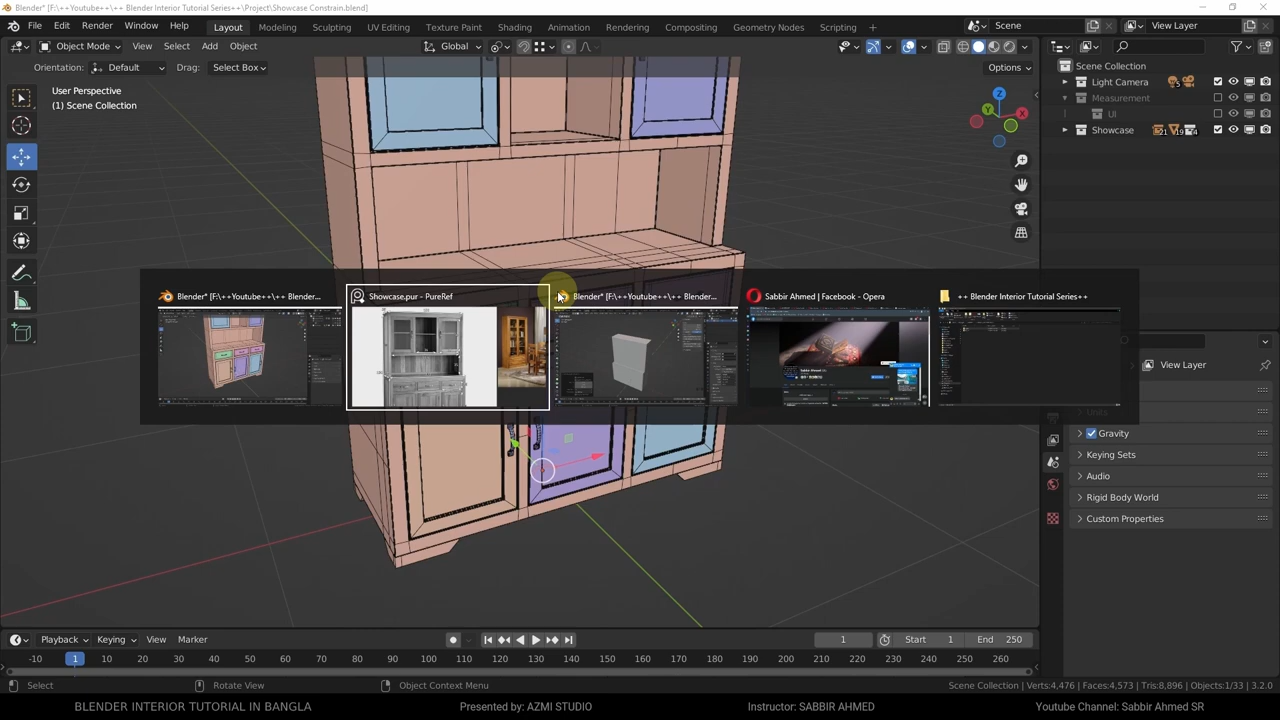 Blender* [F:\++Youtube++\++ Blender Interior Tutorial Series++\Project\Showcase Constrain.blend]
File Edit Render Window Help Layout Modeling Sculpting UV Editing Texture Paint Shading Animation Rendering Compositing Geometry Nodes Scripting + Scene View Layer
Object Mode View Select Add Object Global
Orientation: Default Drag: Select Box Options
Scene Collection
User Perspective
(1) Scene Collection
Light Camera 5
Measurement
UI
Showcase
Z
Y
X
Blender* [F:\++Youtube++\++ Blender... Showcase.pur - PureRef Blender* [F:\++Youtube++\++ Blender... Sabbir Ahmed | Facebook - Opera ++ Blender Interior Tutorial Series++
View Layer
Units
Gravity
Keying Sets
Audio
Rigid Body World
Custom Properties
Playback Keying View Marker 1 Start 1 End 250
-10 1 10 20 30 40 50 60 70 80 90 100 110 120 130 140 150 160 170 180 190 200 210 220 230 240 250 260
Select Rotate View Object Context Menu Scene Collection | Verts:4,476 | Faces:4,573 | Tris:8,896 | Objects:1/33 | 3.2.0
BLENDER INTERIOR TUTORIAL IN BANGLA Presented by: AZMI STUDIO Instructor: SABBIR AHMED Youtube Channel: Sabbir Ahmed SR